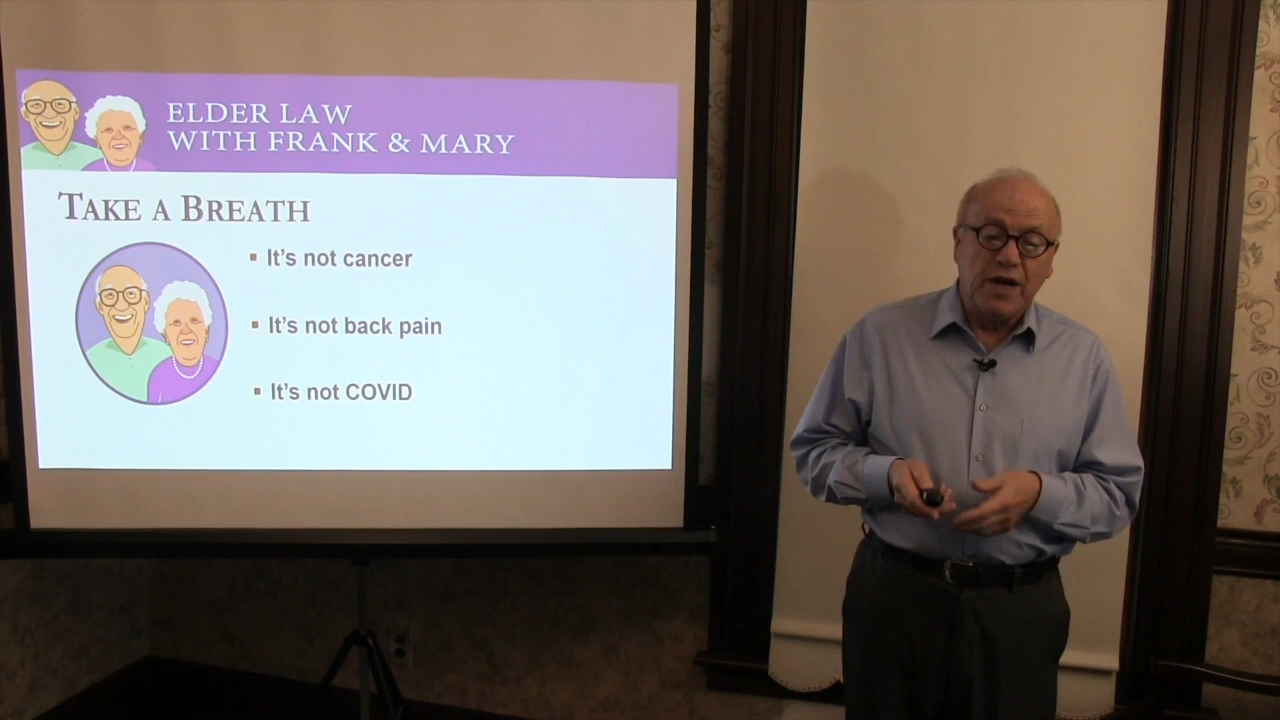 ELDER LAW
WITH FRANK & MARY
TAKE A BREATH
▪ It's not cancer
▪ It's not back pain
▪ It's not COVID